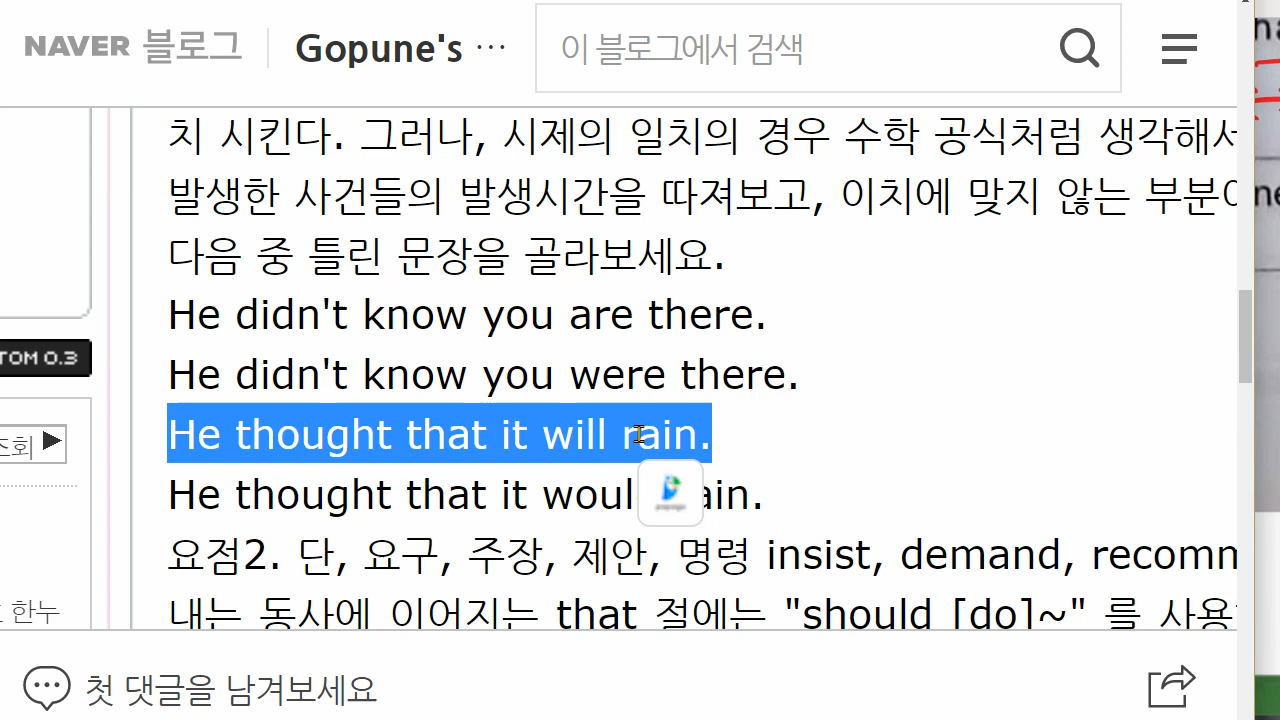 NAVER 블로그
Gopune's ···
이 블로그에서 검색
치 시킨다. 그러나, 시제의 일치의 경우 수학 공식처럼 생각해서
발생한 사건들의 발생시간을 따져보고, 이치에 맞지 않는 부분이
다음 중 틀린 문장을 골라보세요.
He didn't know you are there.
TOM 0.3
He didn't know you were there.
He thought that it will rain.
조회
He thought that it woul ain.
요점2. 단, 요구, 주장, 제안, 명령 insist, demand, recomm
한누
내는 동사에 이어지는 that 절에는 "should [do]~" 를 사용
첫 댓글을 남겨보세요